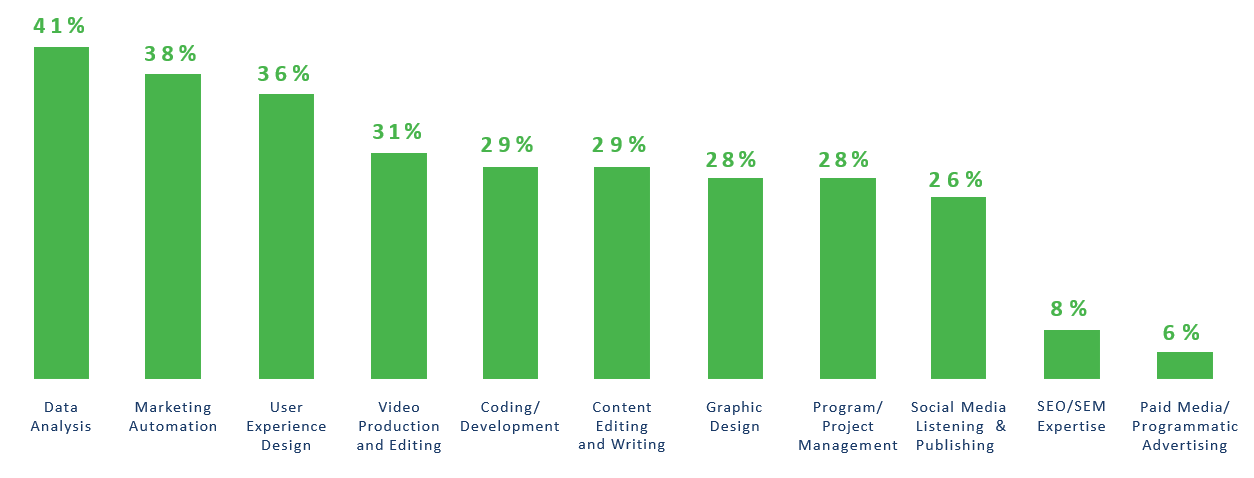 41%
38%
36%
31%
29%
29%
28%
28%
26%
8%
6%
Data
Analysis
Marketing
Automation
User
Experience
Design
Video
Production
and Editing
Coding/
Development
Content
Editing
and Writing
Graphic
Design
Program/
Project
Management
Social Media
Listening &
Publishing
SEO/SEM
Expertise
Paid Media/
Programmatic
Advertising